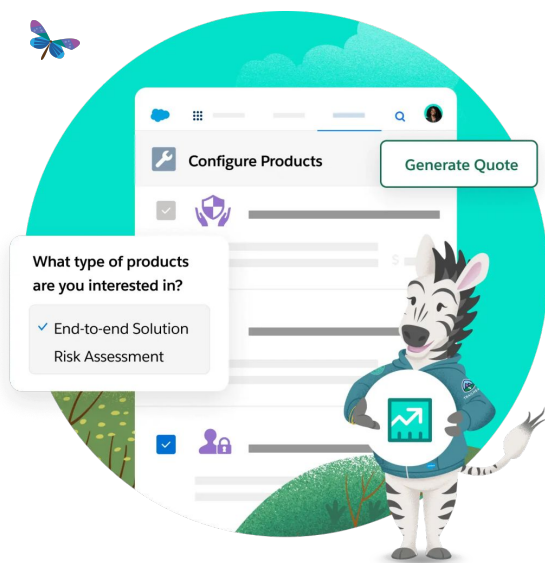 Configure Products
Generate Quote
What type of products
are you interested in?
End-to-end Solution
Risk Assessment
$